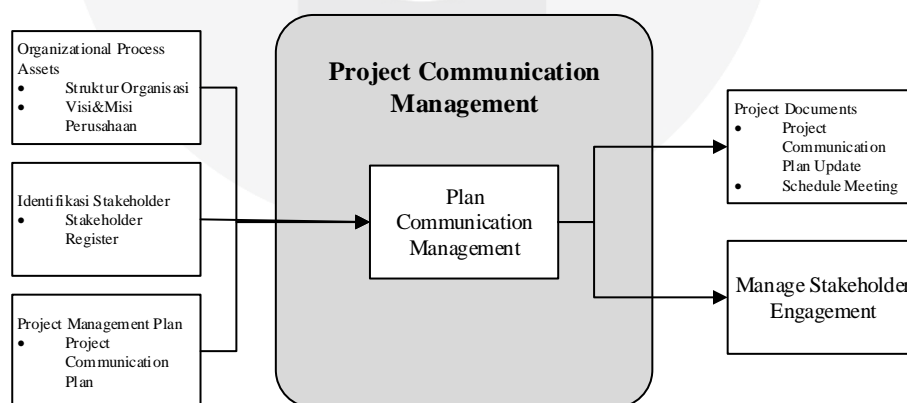 Organizational Process
Assets
• Struktur Organisasi
• Visi&Misi
Perusahaan
Identifikasi Stakeholder
• Stakeholder
Register
Project Management Plan
• Project
Communication
Plan
Project Communication
Management
Plan
Communication
Management
Project Documents
• Project
Communication
Plan Update
• Schedule Meeting
Manage Stakeholder
Engagement